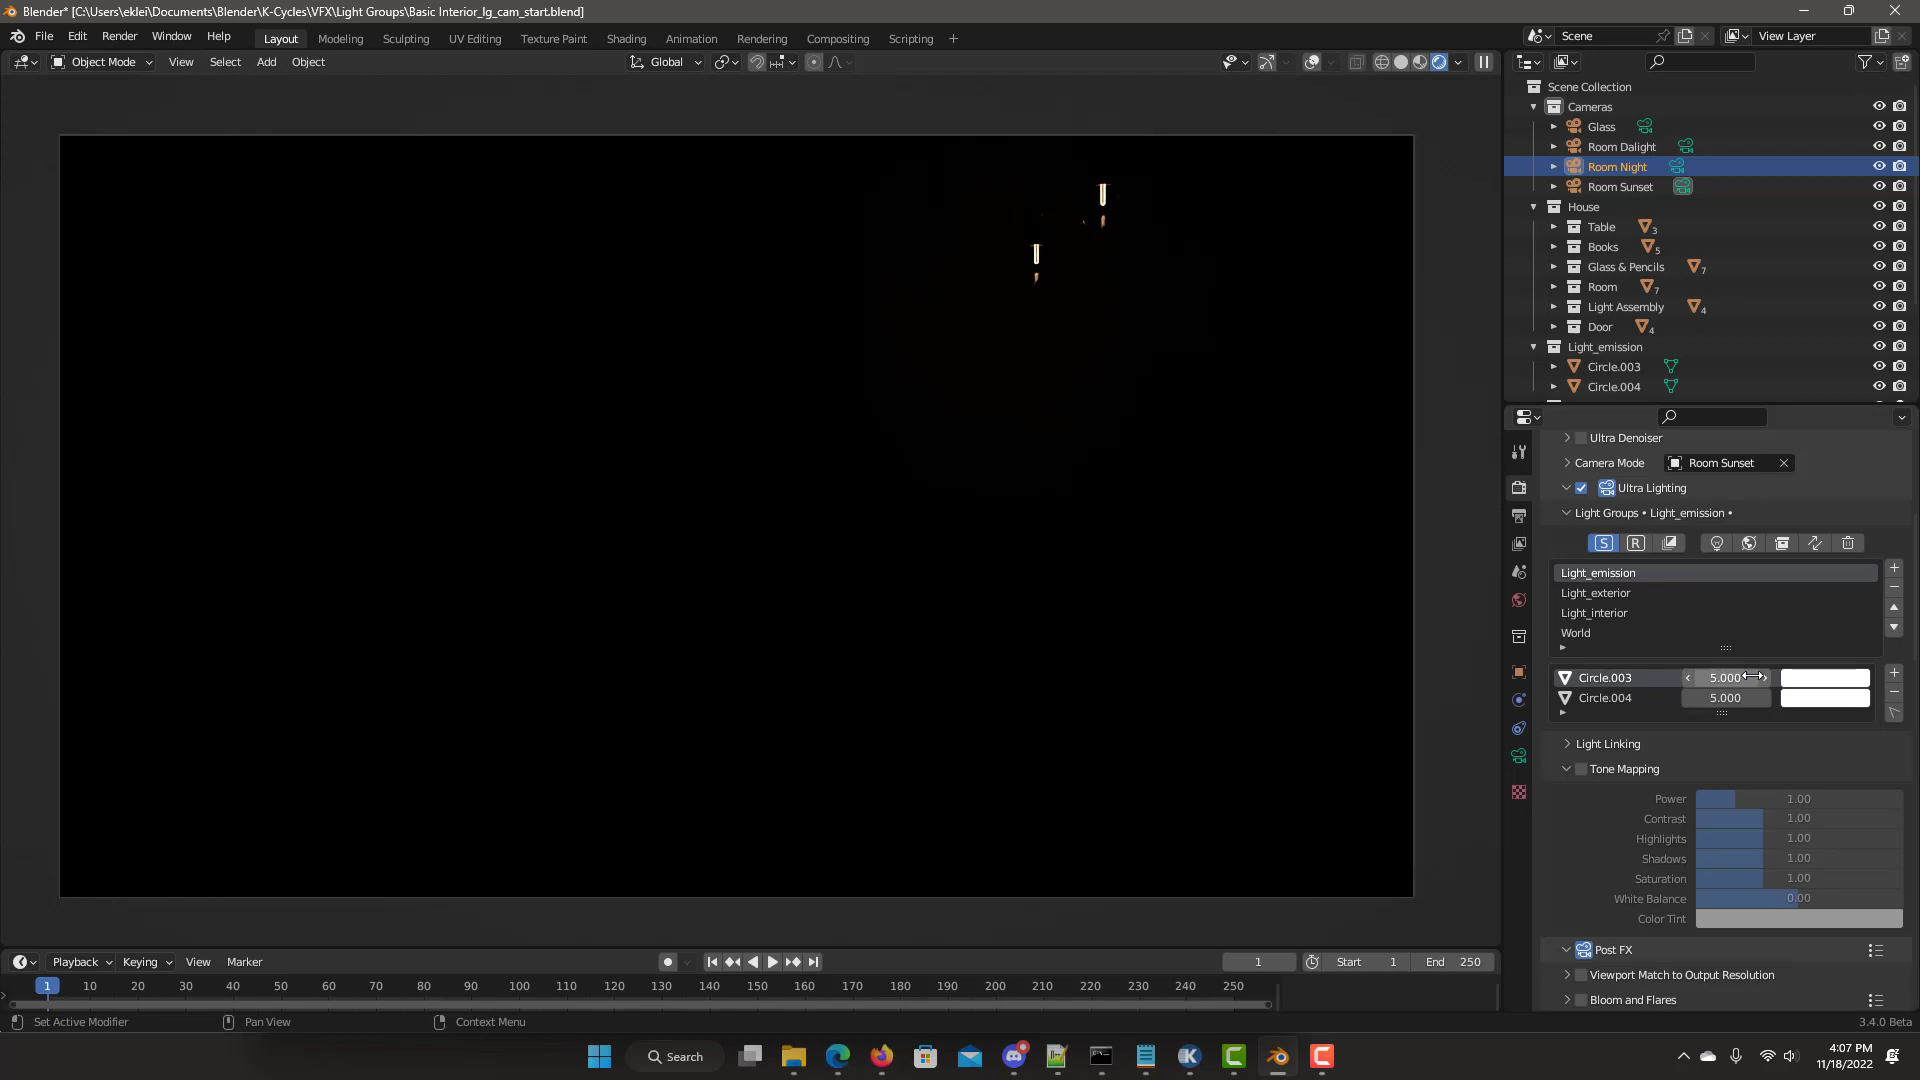 Blender* [C:\Users\eklei\Documents\Blender\K-Cycles\VFX\Light Groups\Basic Interior_lg_cam_start.blend]
File Edit Render Window Help Layout Modeling Sculpting UV Editing Texture Paint Shading Animation Rendering Compositing Scripting + Scene View Layer
Object Mode View Select Add Object Global
Scene Collection
Cameras
Glass
Room Dalight
Room Night
Room Sunset
House
Table 3
Books 5
Glass & Pencils 7
Room 7
Light Assembly 4
Door 4
Light_emission
Circle.003
Circle.004
Ultra Denoiser
Camera Mode Room Sunset
Ultra Lighting
Light Groups • Light_emission •
S R
Light_emission
Light_exterior
Light_interior
World
Circle.003 5.000
Circle.004 5.000
Light Linking
Tone Mapping
Power 1.00
Contrast 1.00
Highlights 1.00
Shadows 1.00
Saturation 1.00
White Balance 0.00
Color Tint
Post FX
Viewport Match to Output Resolution
Bloom and Flares
Playback Keying View Marker 1 Start 1 End 250
1 10 20 30 40 50 60 70 80 90 100 110 120 130 140 150 160 170 180 190 200 210 220 230 240 250
Set Active Modifier Pan View Context Menu 3.4.0 Beta
Search
4:07 PM
11/18/2022